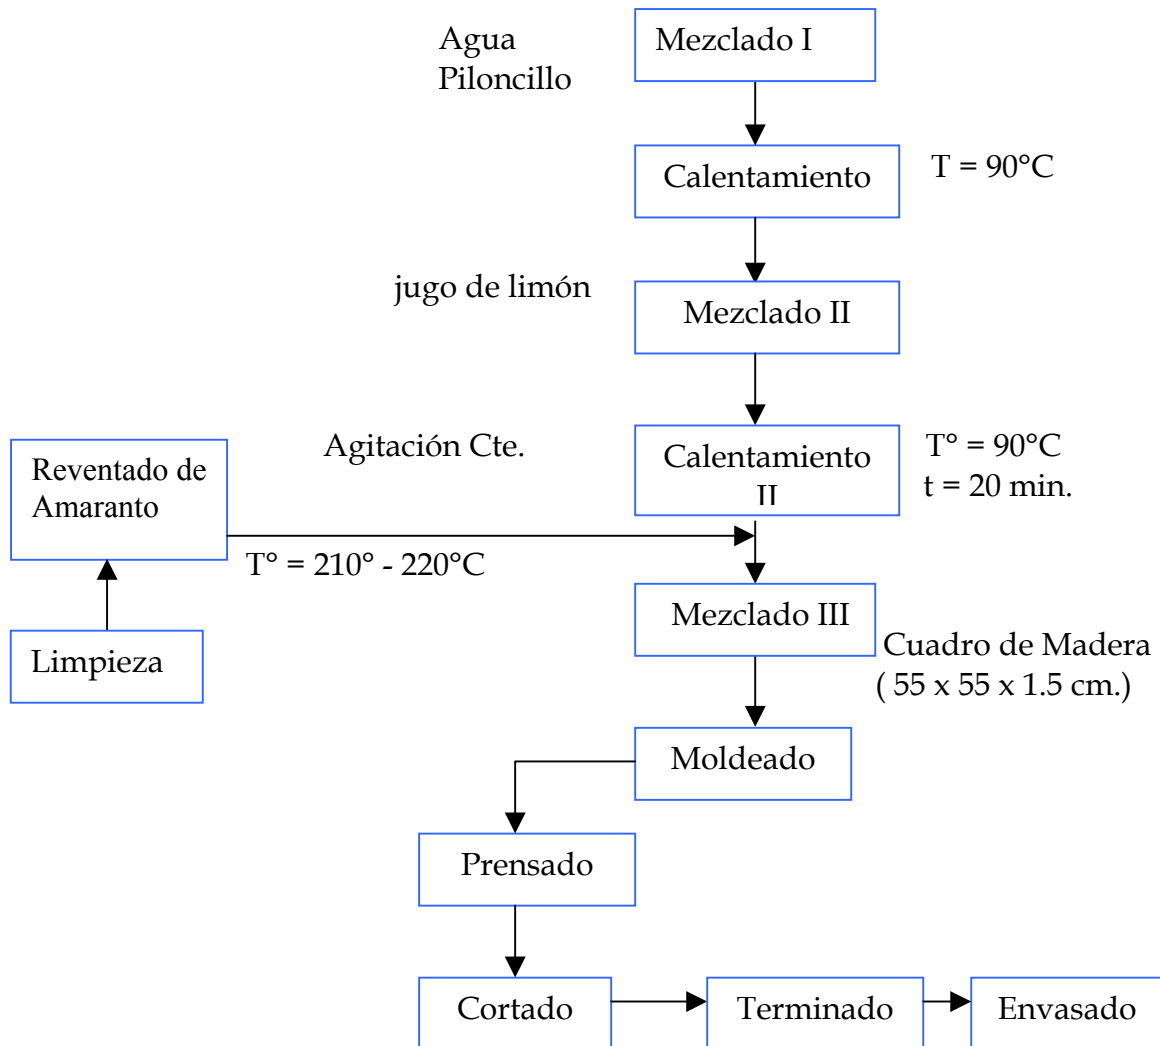 Agua
Piloncillo
Mezclado I
Calentamiento
T = 90°C
jugo de limón
Mezclado II
Agitación Cte.
Calentamiento
II
T° = 90°C
t = 20 min.
Reventado de
Amaranto
T° = 210° - 220°C
Limpieza
Mezclado III
Cuadro de Madera
( 55 x 55 x 1.5 cm.)
Moldeado
Prensado
Cortado
Terminado
Envasado